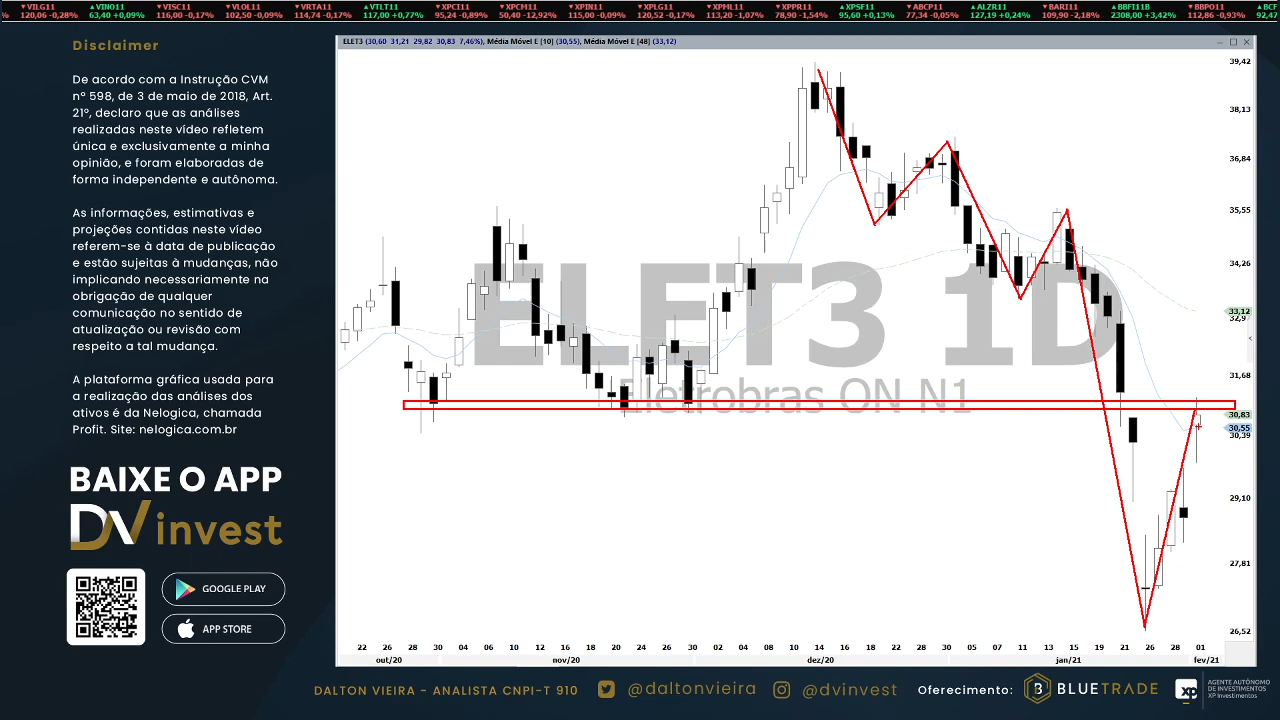 ▼VILG11 ▲VINO11 ▼VISC11 ▼VLOL11 ▼VRTA11 ▲VTLT11 ▼XPCI11 ▼XPCM11 ▼XPIN11 ▼XPLG11 ▼XPML11 ▼XPPR11 ▲XPSF11 ▼ABCP11 ▲ALZR11 ▼BARI11 ▲BBFI11B ▼BBPO11 ▲BCF
120,06 -0,28% 63,40 +0,09% 116,00 -0,17% 102,50 -0,09% 114,74 -0,17% 117,00 +0,77% 95,24 -0,89% 50,40 -12,92% 115,00 -0,09% 120,52 -0,17% 113,20 -1,07% 78,90 -1,54% 95,60 +0,13% 77,34 -0,05% 127,19 +0,24% 109,90 -2,18% 2308,00 +3,42% 112,86 -0,93% 92,47
Disclaimer
De acordo com a Instrução CVM
nº 598, de 3 de maio de 2018, Art.
21º, declaro que as análises
realizadas neste vídeo refletem
única e exclusivamente a minha
opinião, e foram elaboradas de
forma independente e autônoma.
As informações, estimativas e
projeções contidas neste vídeo
referem-se à data de publicação
e estão sujeitas à mudanças, não
implicando necessariamente na
obrigação de qualquer
comunicação no sentido de
atualização ou revisão com
respeito a tal mudança.
A plataforma gráfica usada para
a realização das análises dos
ativos é da Nelogica, chamada
Profit. Site: nelogica.com.br
BAIXE O APP
DVinvest
GOOGLE PLAY
APP STORE
ELET3 (30,60 31,21 29,82 30,83 7,46%), Média Móvel E [10] (30,55), Média Móvel E [48] (33,12)
ELET3 1D
Eletrobras ON N1
39,42
38,13
36,84
35,55
34,26
33,12
32,97
31,68
30,83
30,55
30,39
29,10
27,81
26,52
22 26 28 30 04 06 10 12 16 18 20 24 26 30 02 04 08 10 14 16 18 22 28 30 05 07 11 13 15 19 21 26 28 01
out/20 nov/20 dez/20 jan/21 fev/21
DALTON VIEIRA - ANALISTA CNPI-T 910 @daltonvieira @dvinvest Oferecimento: BLUETRADE
xp
AGENTE AUTÔNOMO
DE INVESTIMENTOS
XP Investimentos